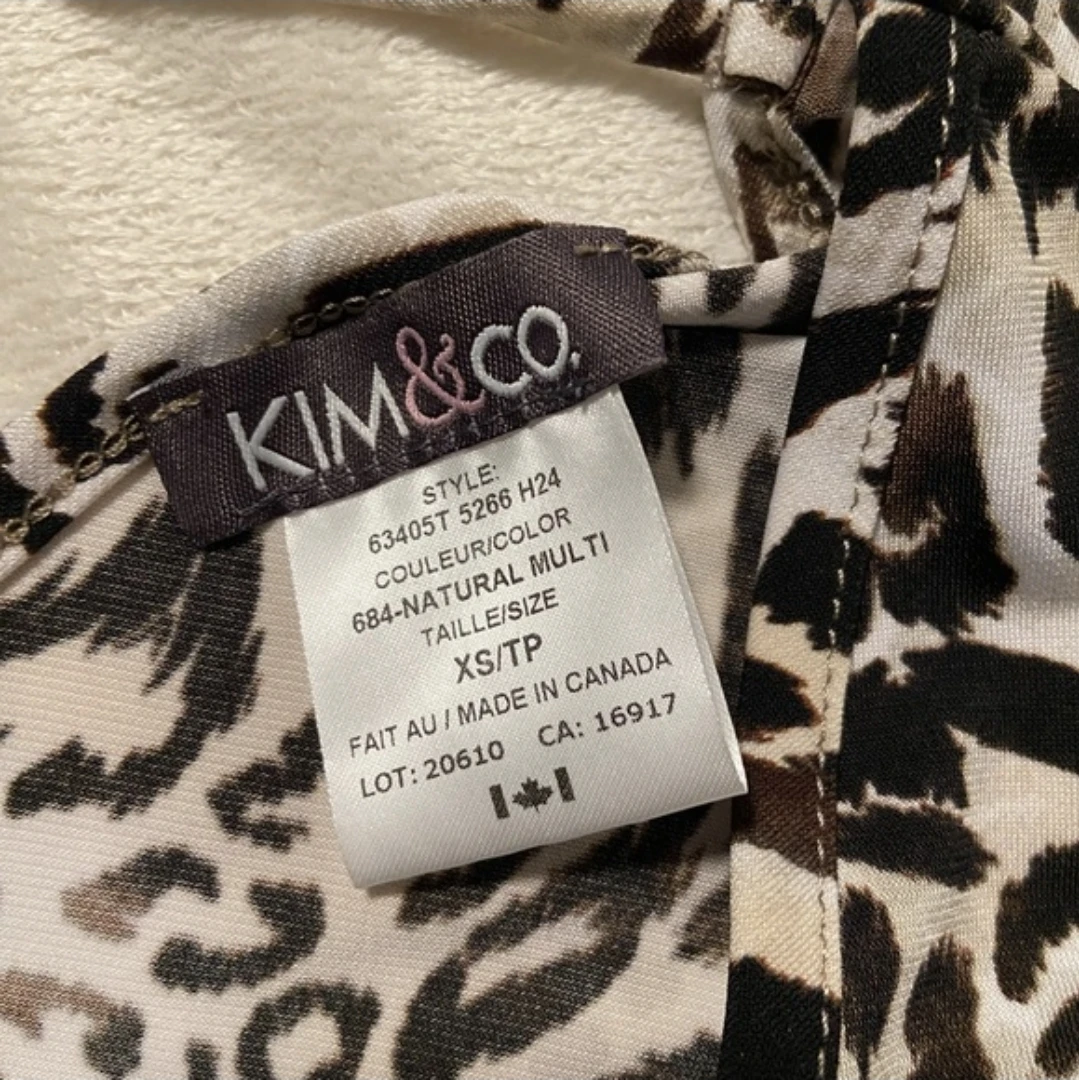 KIM&CO.
STYLE:
63405T 5266 H24
COULEUR/COLOR
684-NATURAL MULTI
TAILLE/SIZE
XS/TP
FAIT AU / MADE IN CANADA
LOT: 20610 CA: 16917